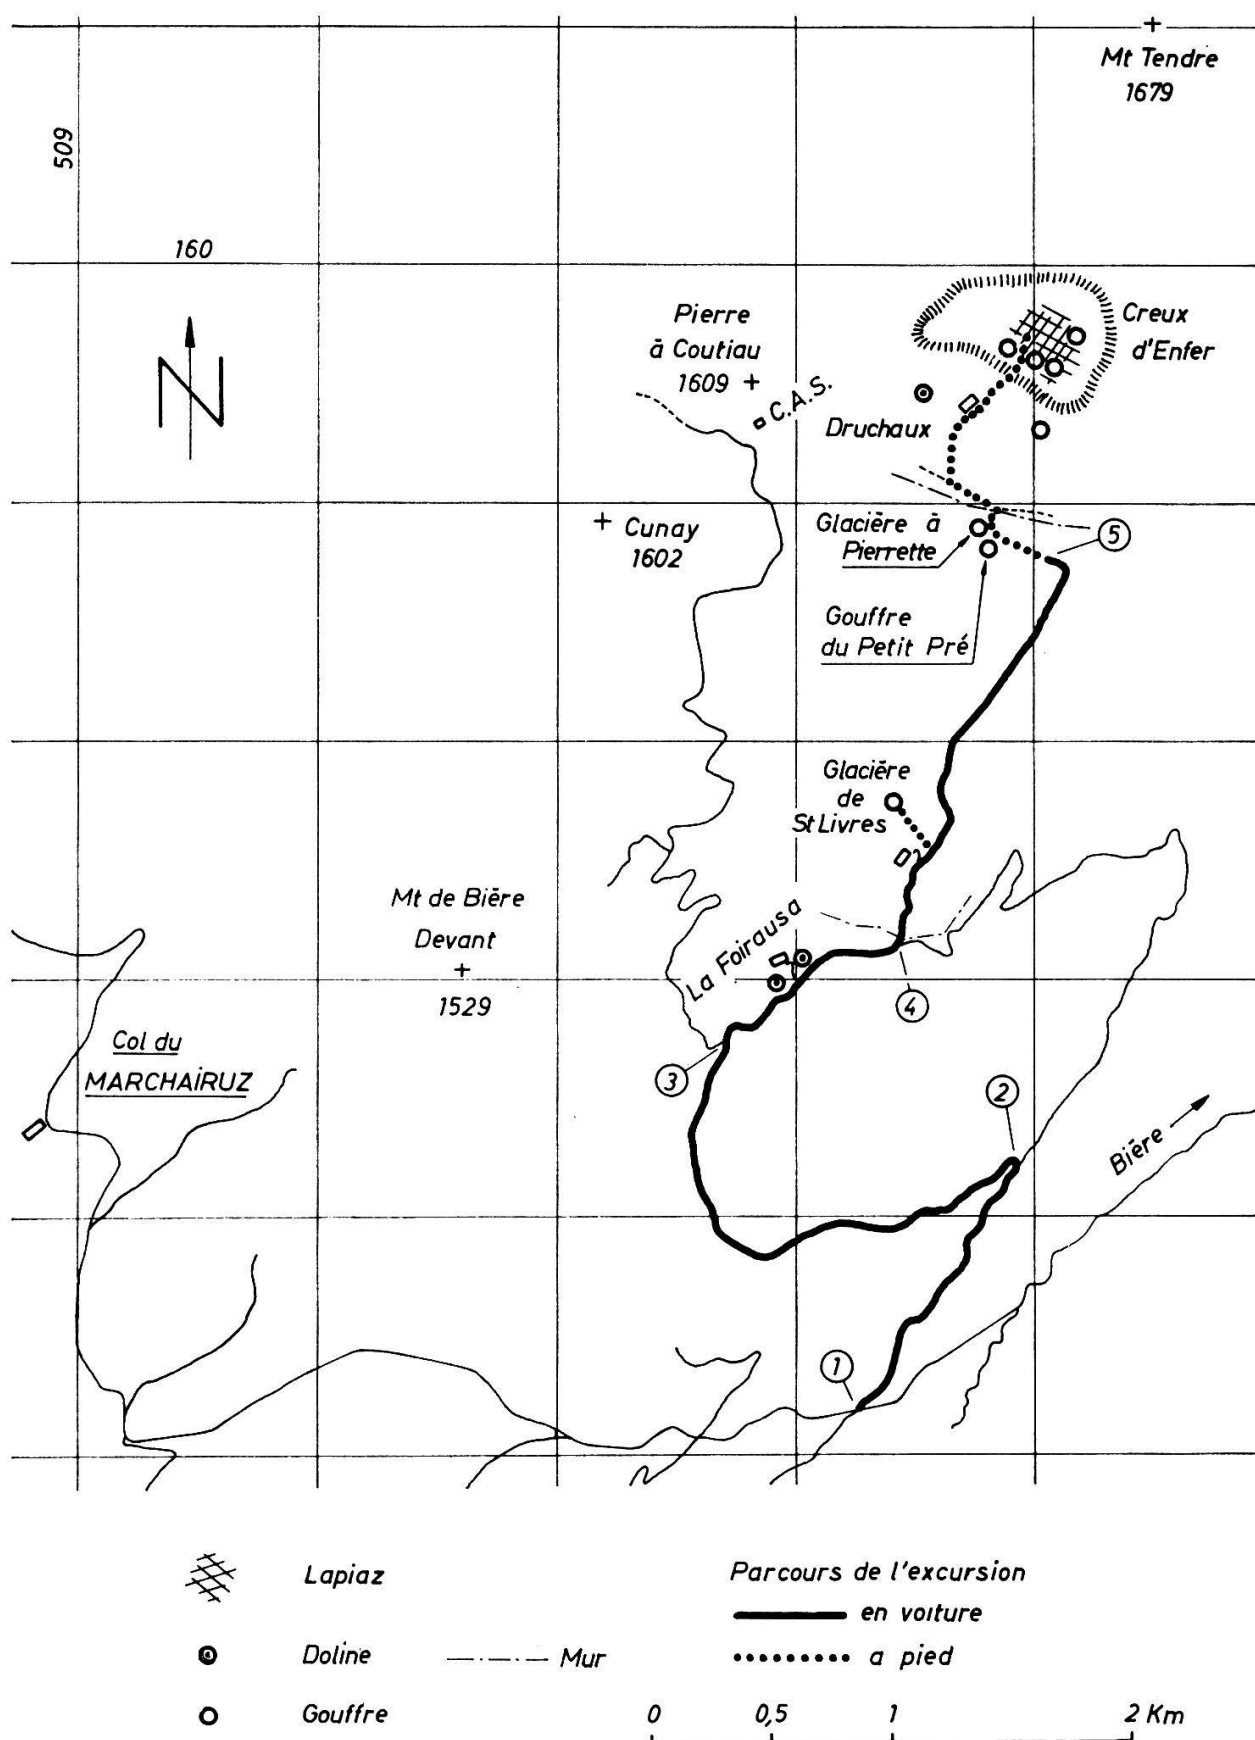 Mt Tendre
1679
509
160
N
Pierre
à Coutiau
1609
C.A.S.
Creux
d'Enfer
Druchaux
Cunay
1602
Glacière à
Pierrette
5
Gouffre
du Petit Pré
Glacière
de
St Livres
Mt de Bière
Devant
1529
La Foirausa
4
Col du
MARCHAiRUZ
3
2
Bière
1
Lapiaz
Doline
Mur
Gouffre
Parcours de l'excursion
en voiture
a pied
0 0,5 1 2 Km